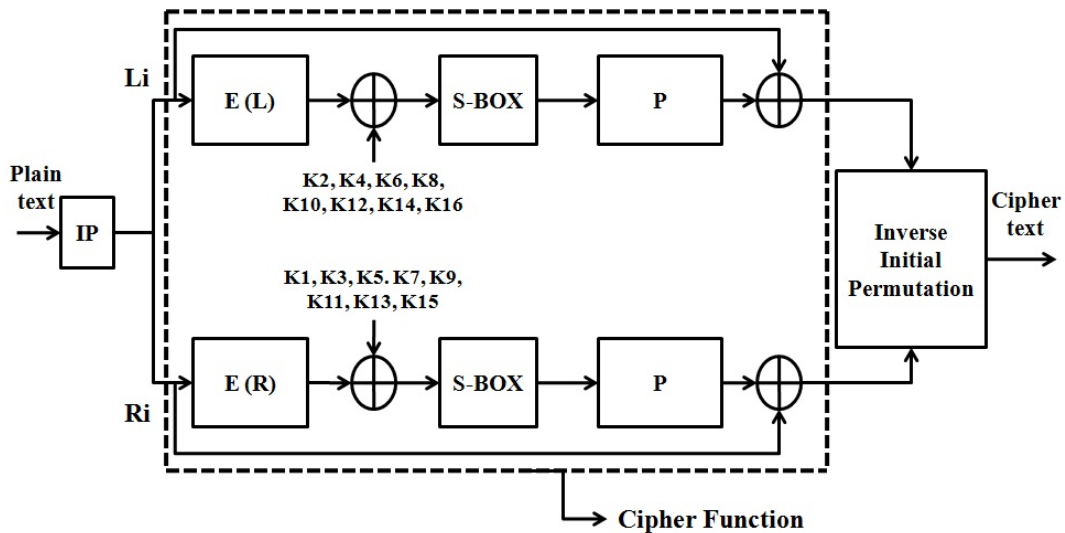 Li
E (L)
S-BOX
P
K2, K4, K6, K8,
K10, K12, K14, K16
Plain
text
IP
Cipher
text
Inverse
Initial
Permutation
K1, K3, K5. K7, K9,
K11, K13, K15
E (R)
S-BOX
P
Ri
Cipher Function